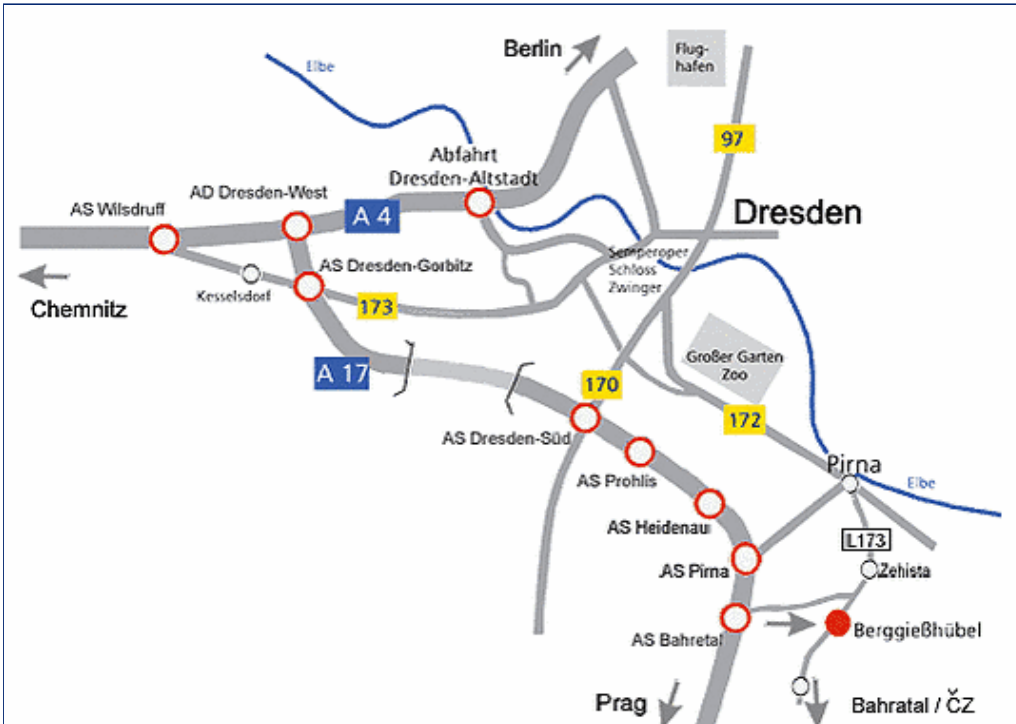 Berlin
Flug-
hafen
Elbe
97
Abfahrt
Dresden-Altstadt
AD Dresden-West
AS Wilsdruff
A 4
Dresden
Semperoper
Schloss
Zwinger
AS Dresden-Gorbitz
Kesselsdorf
173
Chemnitz
Großer Garten
Zoo
A 17
170
172
AS Dresden-Süd
Pirna
AS Prohlis
Elbe
AS Heidenau
L173
AS Pirna
Zehista
AS Bahretal
Berggießhübel
Prag
Bahratal / ČZ